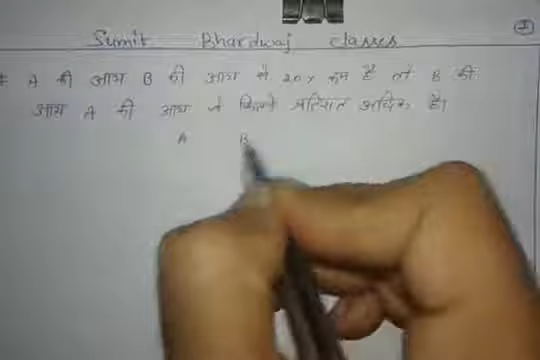 Sumit Bhardwaj classes
# A की आय B की आय से 20% कम है तो B की
आय A की आय से कितने प्रतिशत अधिक है।
A B